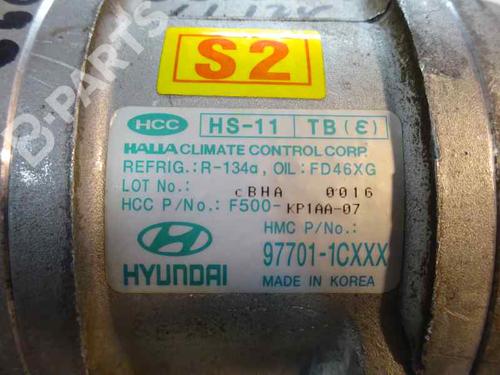 B-PARTS
S2
HCC HS-11 TB (Є)
HALLA CLIMATE CONTROL CORP.
REFRIG.: R-134a, OIL: FD46XG
LOT No.: cBHA 0016
HCC P/No.: F500-KP1AA-07
HMC P/No.:
97701-1CXXX
HYUNDAI
MADE IN KOREA